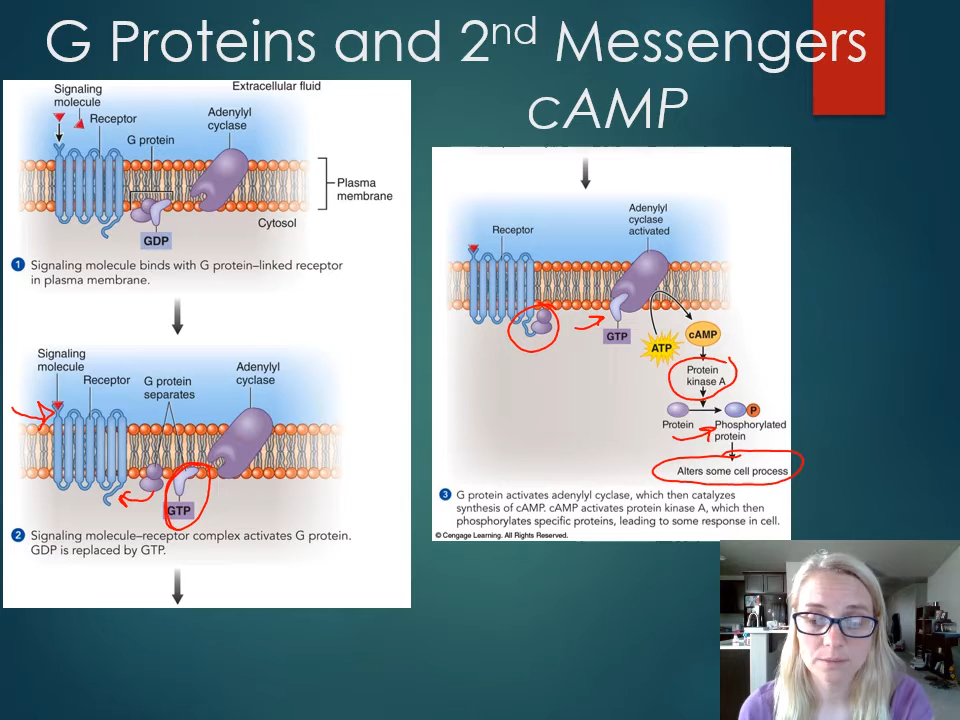 G Proteins and 2nd Messengers
cAMP
Signaling
molecule
Extracellular fluid
Receptor
G protein
Adenylyl
cyclase
Plasma
membrane
Cytosol
GDP
1 Signaling molecule binds with G protein–linked receptor
in plasma membrane.
Signaling
molecule
Receptor
G protein
separates
Adenylyl
cyclase
GTP
2 Signaling molecule–receptor complex activates G protein.
GDP is replaced by GTP.
Receptor
Adenylyl
cyclase
activated
GTP
ATP
cAMP
Protein
kinase A
P
Protein
Phosphorylated
protein
Alters some cell process
3 G protein activates adenylyl cyclase, which then catalyzes
synthesis of cAMP. cAMP activates protein kinase A, which then
phosphorylates specific proteins, leading to some response in cell.
© Cengage Learning. All Rights Reserved.